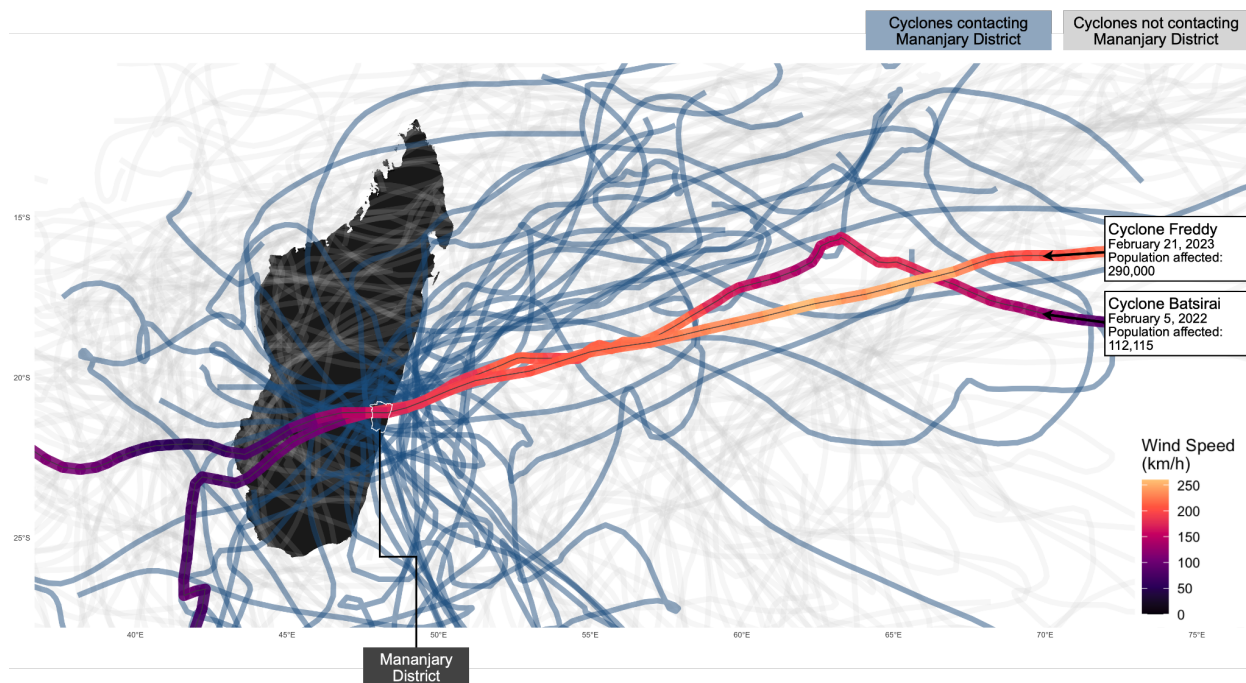 Cyclones contacting
Mananjary District
Cyclones not contacting
Mananjary District
15°S
20°S
25°S
Cyclone Freddy
February 21, 2023
Population affected:
290,000
Cyclone Batsirai
February 5, 2022
Population affected:
112,115
Wind Speed
(km/h)
250
200
150
100
50
0
40°E
45°E
50°E
55°E
60°E
65°E
70°E
75°E
Mananjary
District